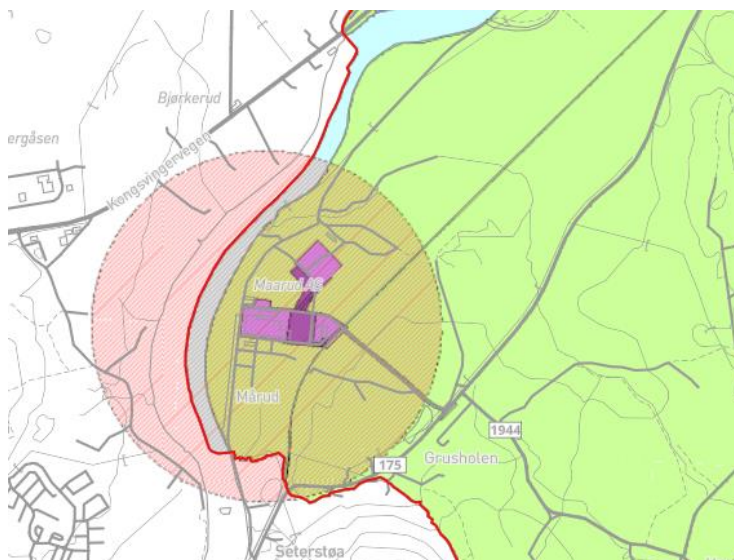 Bjørkerud
ergåsen
Kongsvingervegen
Maarud AS
Mårud
1944
175
Grusholen
Seterstøa